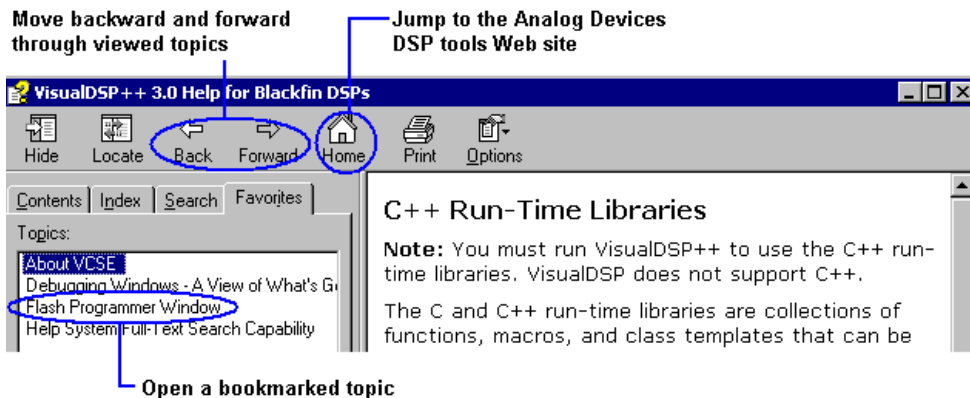 Move backward and forward
through viewed topics
Jump to the Analog Devices
DSP tools Web site
VisualDSP++ 3.0 Help for Blackfin DSPs
Hide Locate Back Forward Home Print Options
Contents Index Search Favorites
Topics:
About VCSE
Debugging Windows - A View of What's
Flash Programmer Window
Help System Full-Text Search Capability
C++ Run-Time Libraries
Note: You must run VisualDSP++ to use the C++ run-
time libraries. VisualDSP does not support C++.
The C and C++ run-time libraries are collections of
functions, macros, and class templates that can be
Open a bookmarked topic